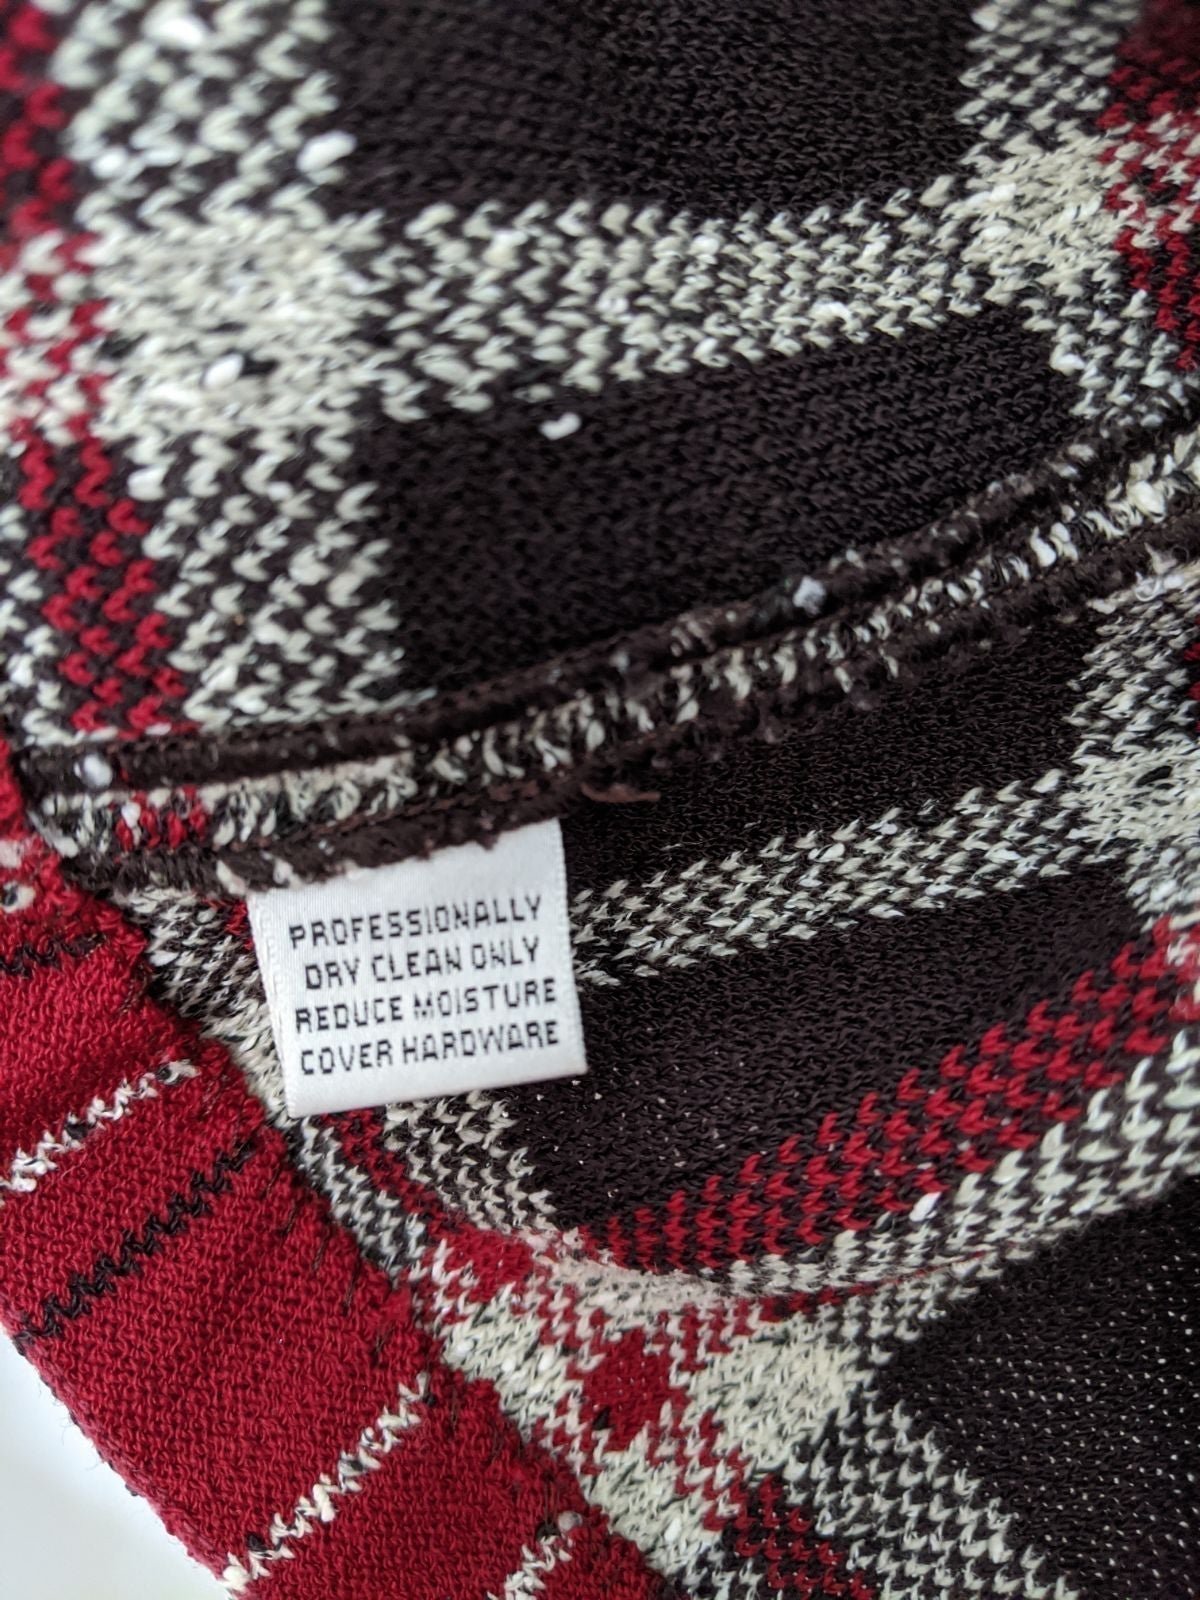 PROFESSIONALLY
DRY CLEAN ONLY
REDUCE MOISTURE
COVER HARDWARE